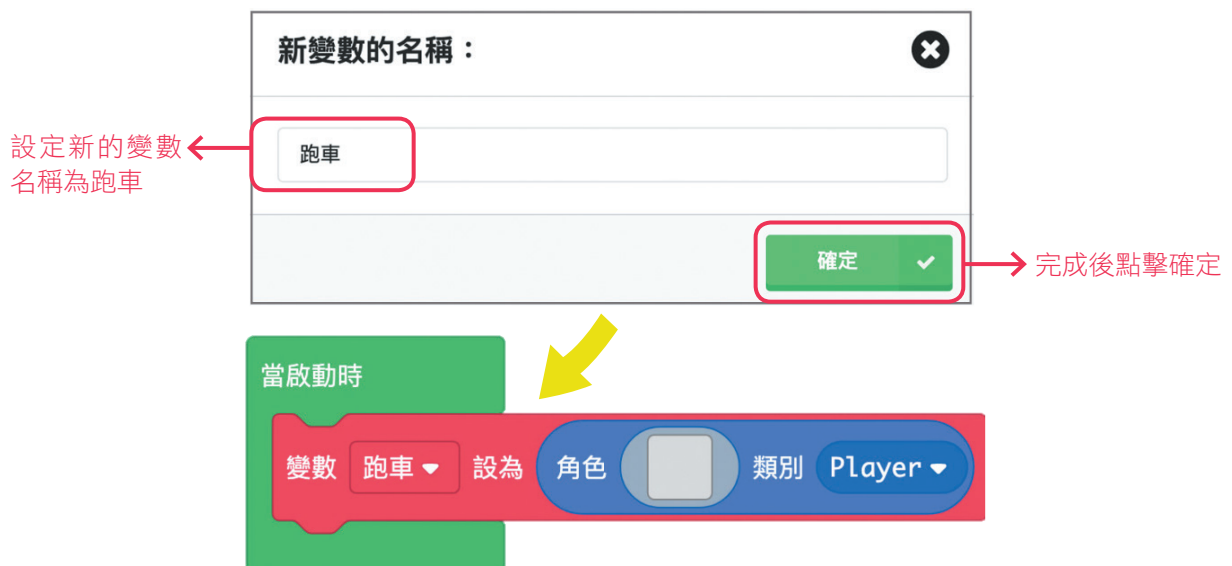 新變數的名稱：
設定新的變數
名稱為跑車
跑車
確定
完成後點擊確定
當啟動時
變數 跑車 設為 角色 類別 Player